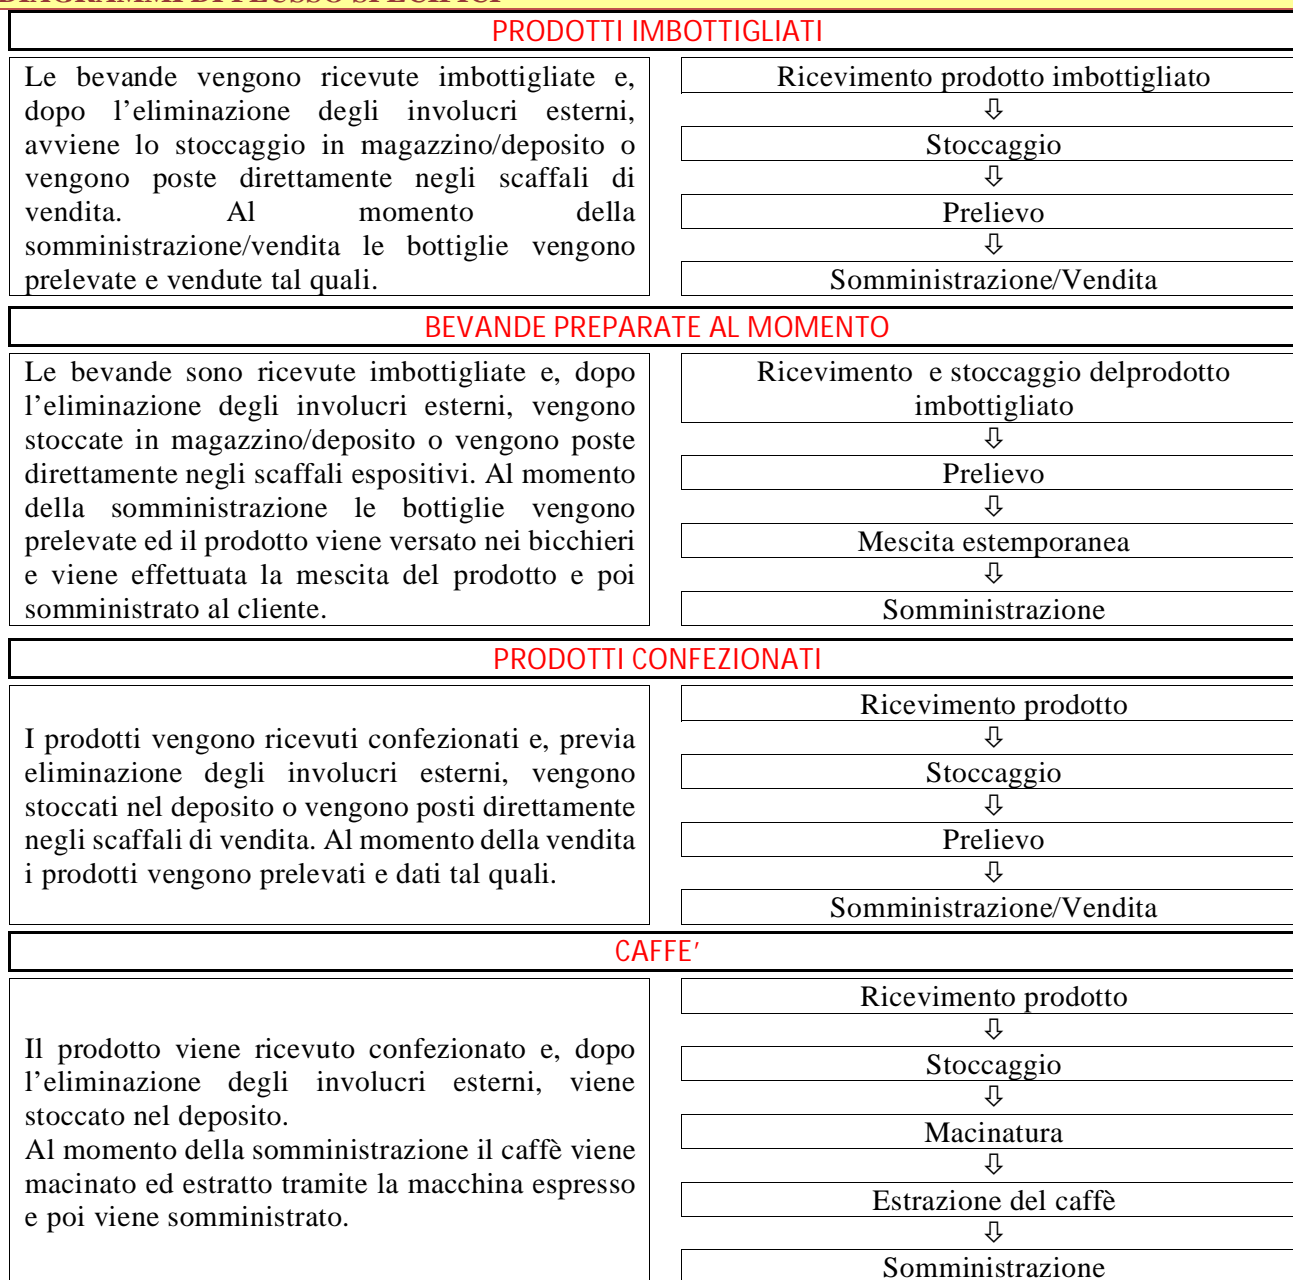 DIAGRAMMI DI FLUSSO SPECIFICI
PRODOTTI IMBOTTIGLIATI
Le bevande vengono ricevute imbottigliate e,
dopo l’eliminazione degli involucri esterni,
avviene lo stoccaggio in magazzino/deposito o
vengono poste direttamente negli scaffali di
vendita. Al momento della
somministrazione/vendita le bottiglie vengono
prelevate e vendute tal quali.
Ricevimento prodotto imbottigliato
⇩
Stoccaggio
⇩
Prelievo
⇩
Somministrazione/Vendita
BEVANDE PREPARATE AL MOMENTO
Le bevande sono ricevute imbottigliate e, dopo
l’eliminazione degli involucri esterni, vengono
stoccate in magazzino/deposito o vengono poste
direttamente negli scaffali espositivi. Al momento
della somministrazione le bottiglie vengono
prelevate ed il prodotto viene versato nei bicchieri
e viene effettuata la mescita del prodotto e poi
somministrato al cliente.
Ricevimento e stoccaggio delprodotto
imbottigliato
⇩
Prelievo
⇩
Mescita estemporanea
⇩
Somministrazione
PRODOTTI CONFEZIONATI
I prodotti vengono ricevuti confezionati e, previa
eliminazione degli involucri esterni, vengono
stoccati nel deposito o vengono posti direttamente
negli scaffali di vendita. Al momento della vendita
i prodotti vengono prelevati e dati tal quali.
Ricevimento prodotto
⇩
Stoccaggio
⇩
Prelievo
⇩
Somministrazione/Vendita
CAFFE’
Il prodotto viene ricevuto confezionato e, dopo
l’eliminazione degli involucri esterni, viene
stoccato nel deposito.
Al momento della somministrazione il caffè viene
macinato ed estratto tramite la macchina espresso
e poi viene somministrato.
Ricevimento prodotto
⇩
Stoccaggio
⇩
Macinatura
⇩
Estrazione del caffè
⇩
Somministrazione